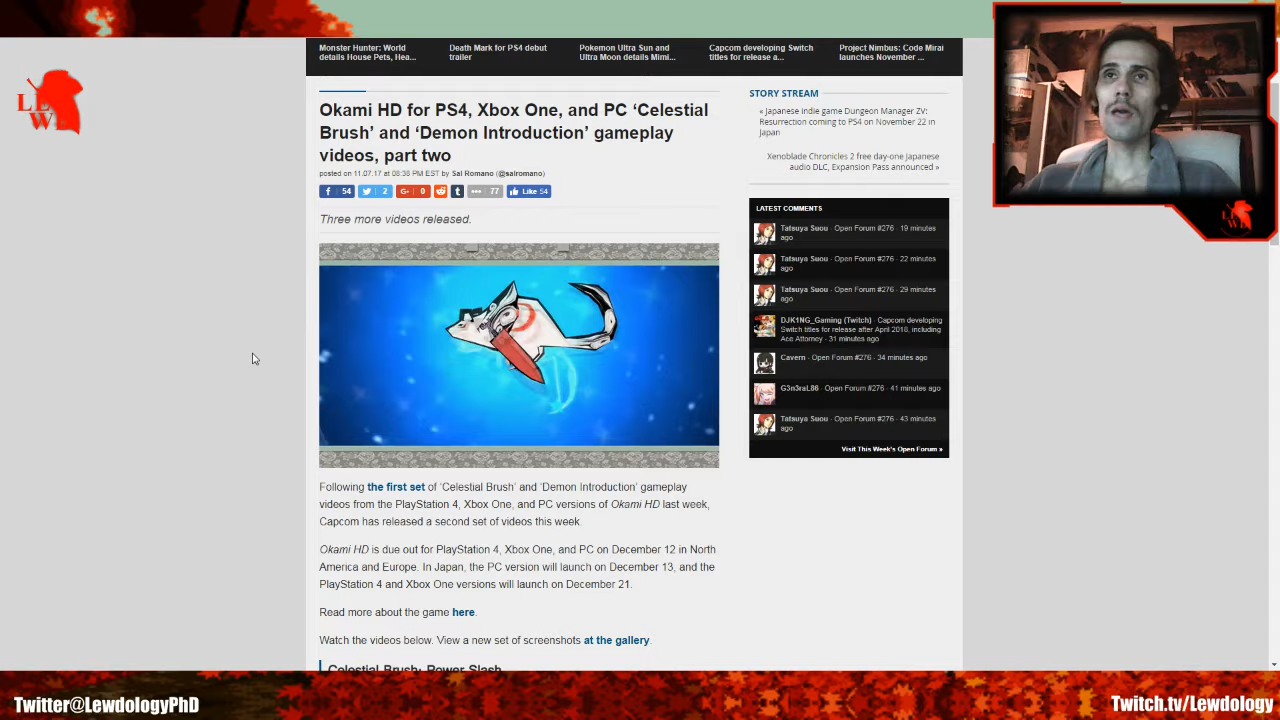 Monster Hunter: World
details House Pets, Hea...
Death Mark for PS4 debut
trailer
Pokemon Ultra Sun and
Ultra Moon details Mimi...
Capcom developing Switch
titles for release a...
Project Nimbus: Code Mirai
launches November ...
Okami HD for PS4, Xbox One, and PC ‘Celestial
Brush’ and ‘Demon Introduction’ gameplay
videos, part two
posted on 11.07.17 at 08:38 PM EST by Sal Romano (@salromano)
54
2
G+ 0
77
Like 54
Three more videos released.
Following the first set of ‘Celestial Brush’ and ‘Demon Introduction’ gameplay
videos from the PlayStation 4, Xbox One, and PC versions of Okami HD last week,
Capcom has released a second set of videos this week.
Okami HD is due out for PlayStation 4, Xbox One, and PC on December 12 in North
America and Europe. In Japan, the PC version will launch on December 13, and the
PlayStation 4 and Xbox One versions will launch on December 21.
Read more about the game here.
Watch the videos below. View a new set of screenshots at the gallery.
Celestial Brush: Power Slash
STORY STREAM
« Japanese indie game Dungeon Manager ZV:
Resurrection coming to PS4 on November 22 in
Japan
Xenoblade Chronicles 2 free day-one Japanese
audio DLC, Expansion Pass announced »
LATEST COMMENTS
Tatsuya Suou · Open Forum #276 · 19 minutes
ago
Tatsuya Suou · Open Forum #276 · 22 minutes
ago
Tatsuya Suou · Open Forum #276 · 29 minutes
ago
DJK1NG_Gaming (Twitch) · Capcom developing
Switch titles for release after April 2018, including
Ace Attorney · 31 minutes ago
Cavern · Open Forum #276 · 34 minutes ago
G3n3raL86 · Open Forum #276 · 41 minutes ago
Tatsuya Suou · Open Forum #276 · 43 minutes
ago
Visit This Week's Open Forum »
Twitter@LewdologyPhD
Twitch.tv/Lewdology